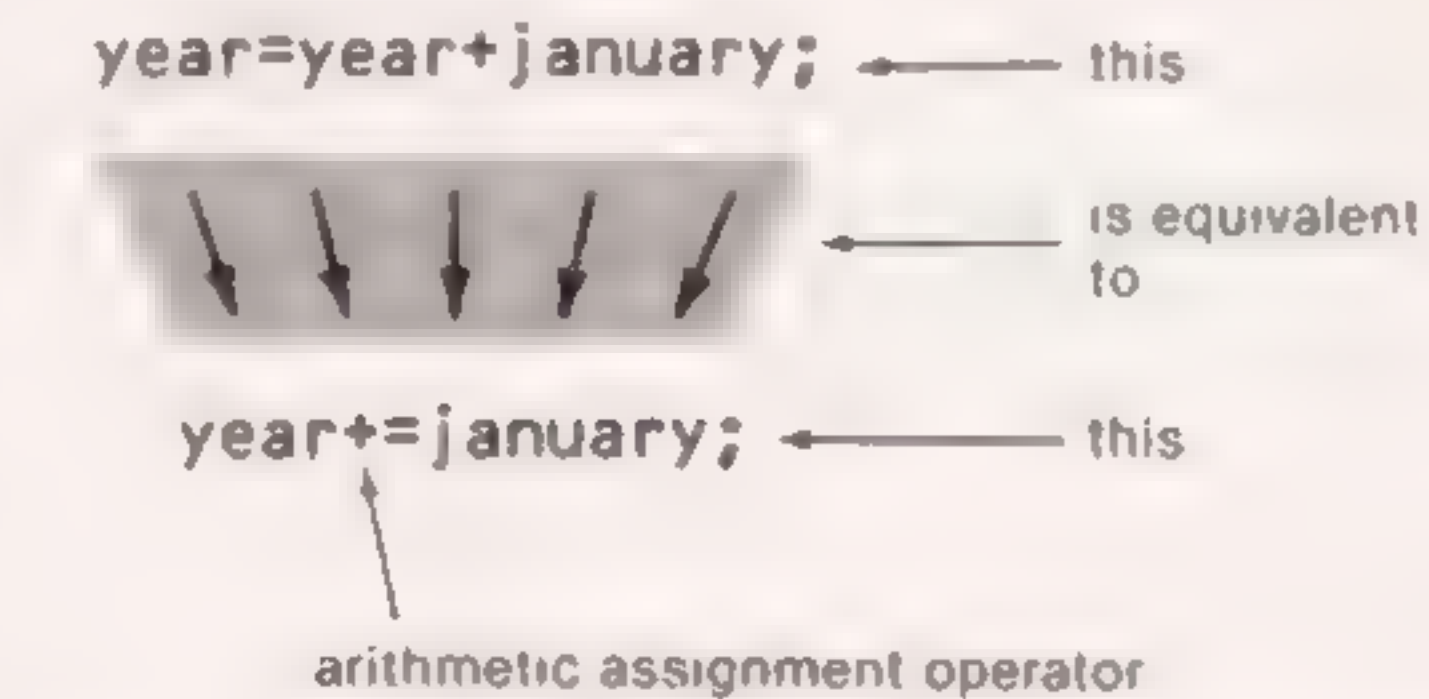 year=year+january; this
is equivalent
to
year+=january; this
arithmetic assignment operator